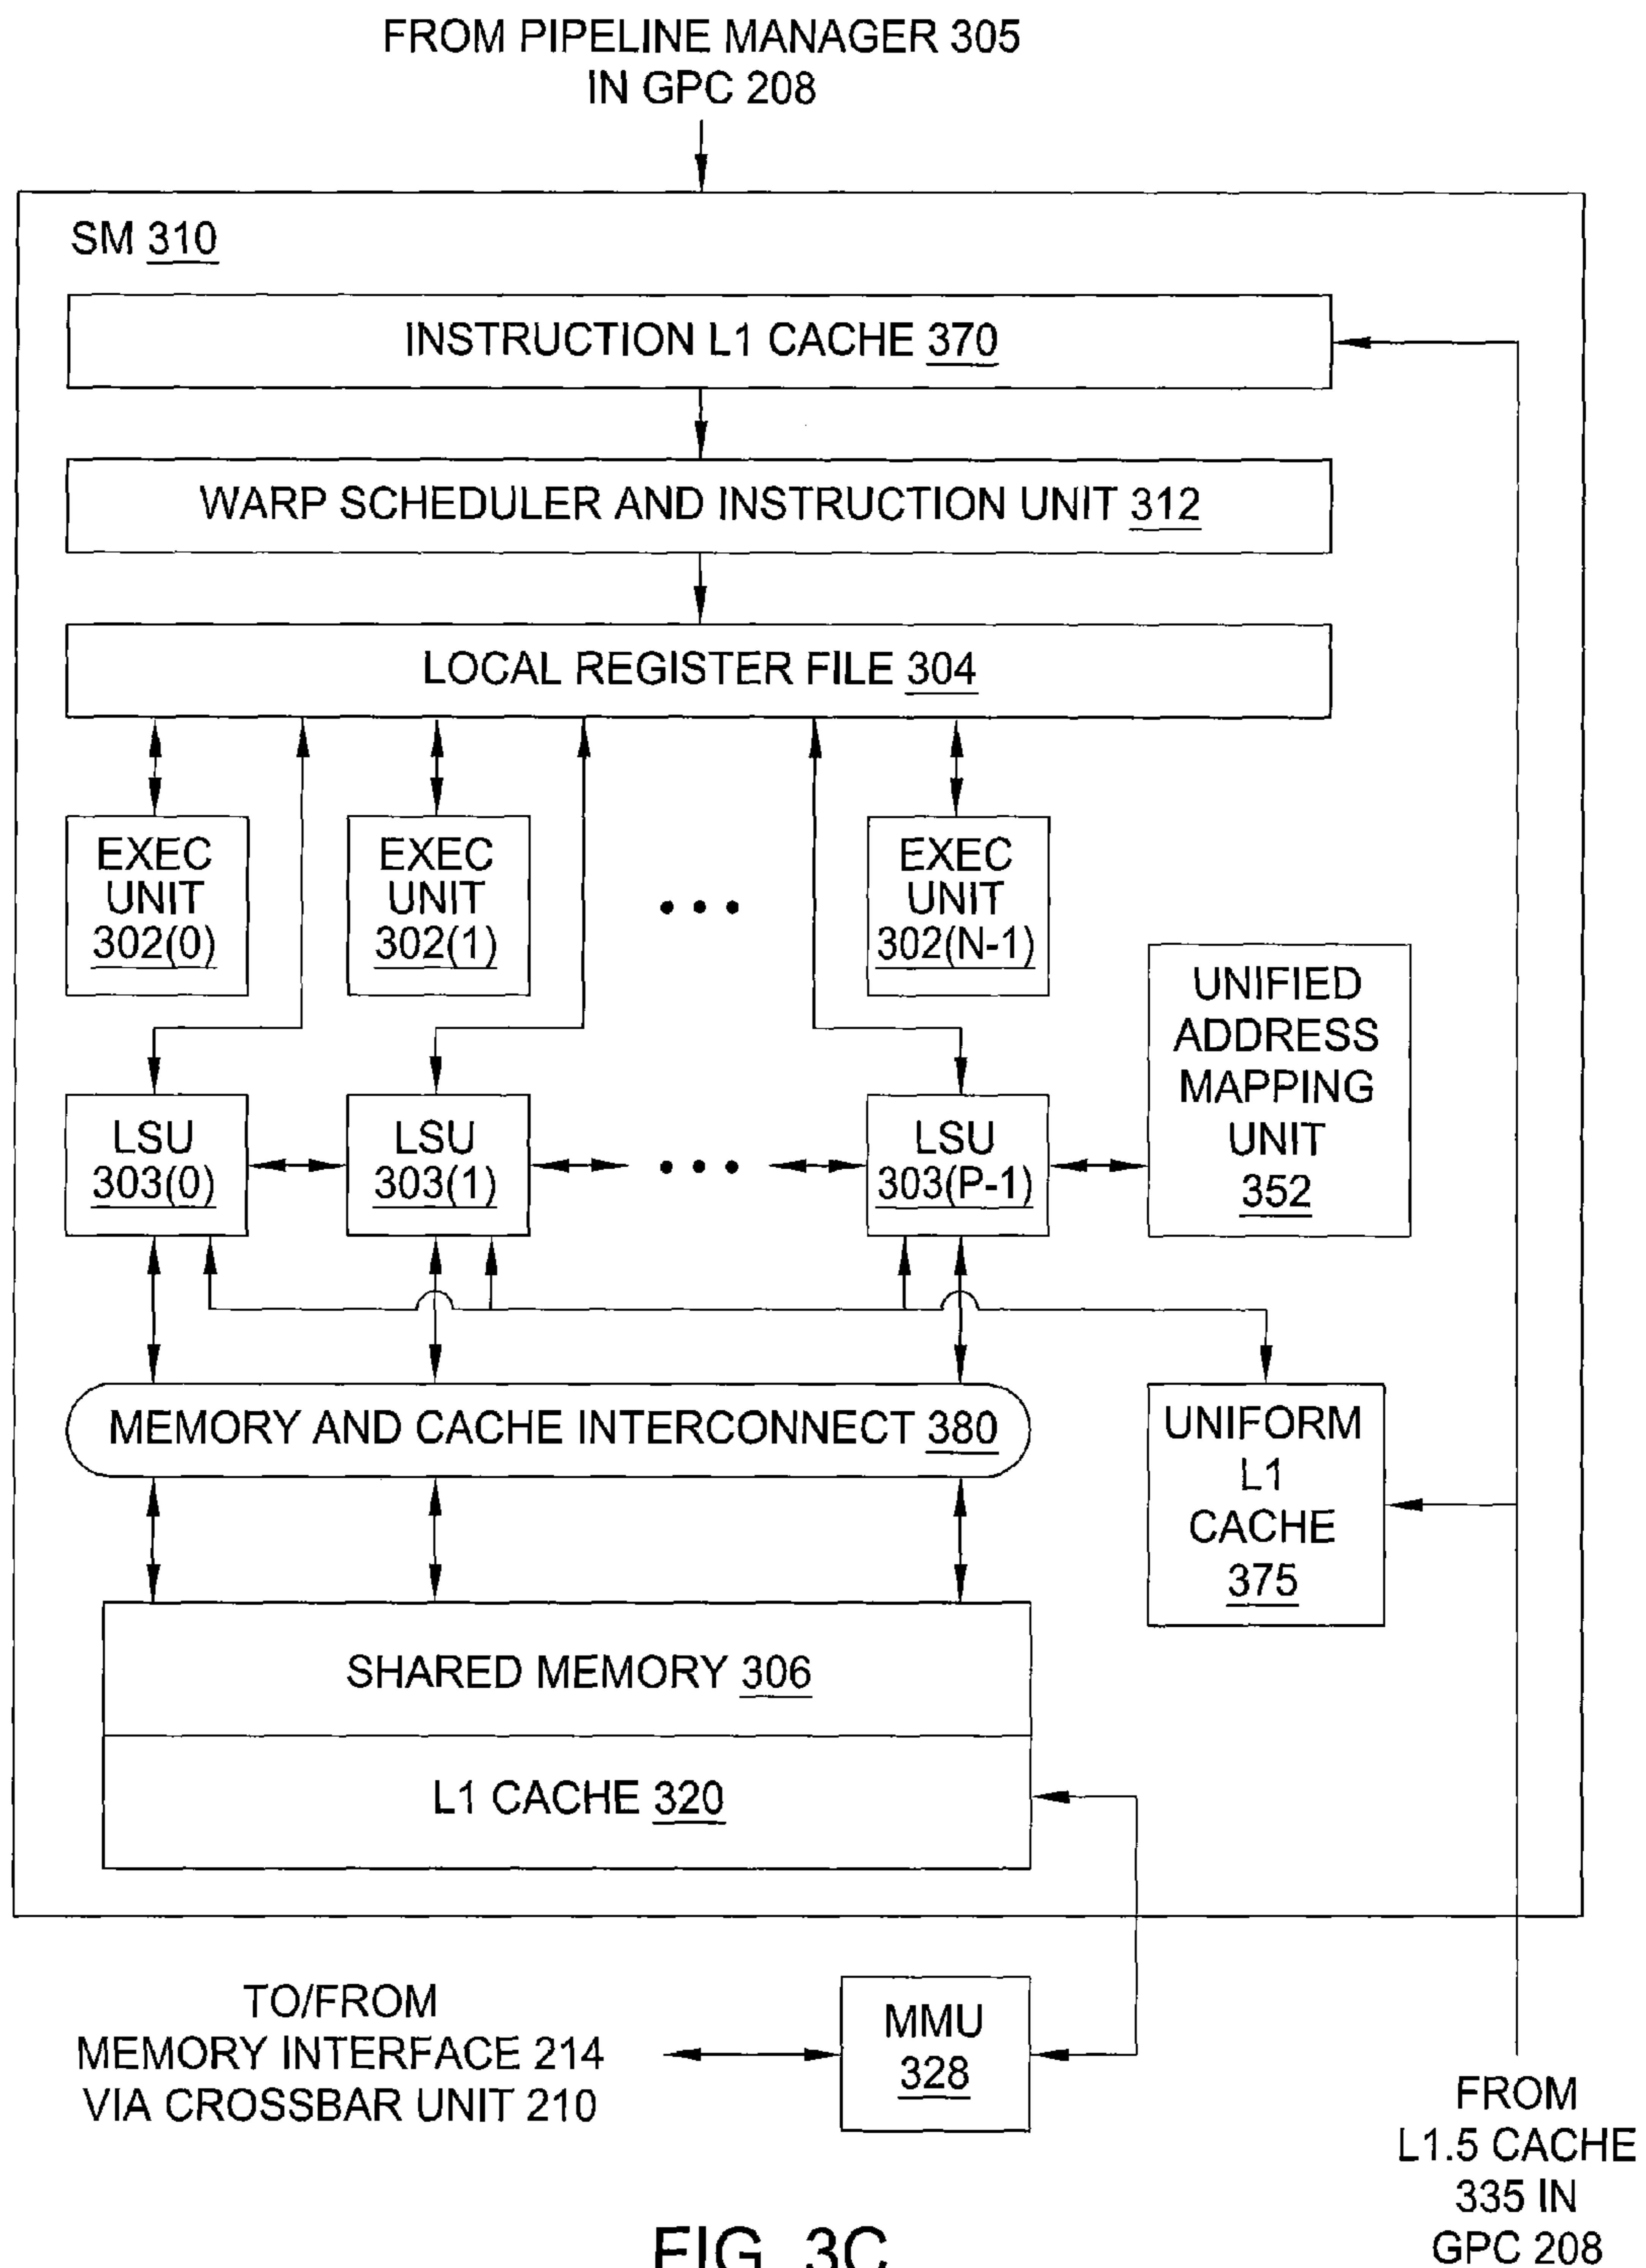 FROM PIPELINE MANAGER 305
IN GPC 208
SM 310
INSTRUCTION L1 CACHE 370
WARP SCHEDULER AND INSTRUCTION UNIT 312
LOCAL REGISTER FILE 304
EXEC
UNIT
302(0)
EXEC
UNIT
302(1)
• • •
EXEC
UNIT
302(N-1)
UNIFIED
ADDRESS
MAPPING
UNIT
352
LSU
303(0)
LSU
303(1)
• • •
LSU
303(P-1)
MEMORY AND CACHE INTERCONNECT 380
UNIFORM
L1
CACHE
375
SHARED MEMORY 306
L1 CACHE 320
TO/FROM
MEMORY INTERFACE 214
VIA CROSSBAR UNIT 210
MMU
328
FROM
L1.5 CACHE
335 IN
GPC 208
FIG. 3C